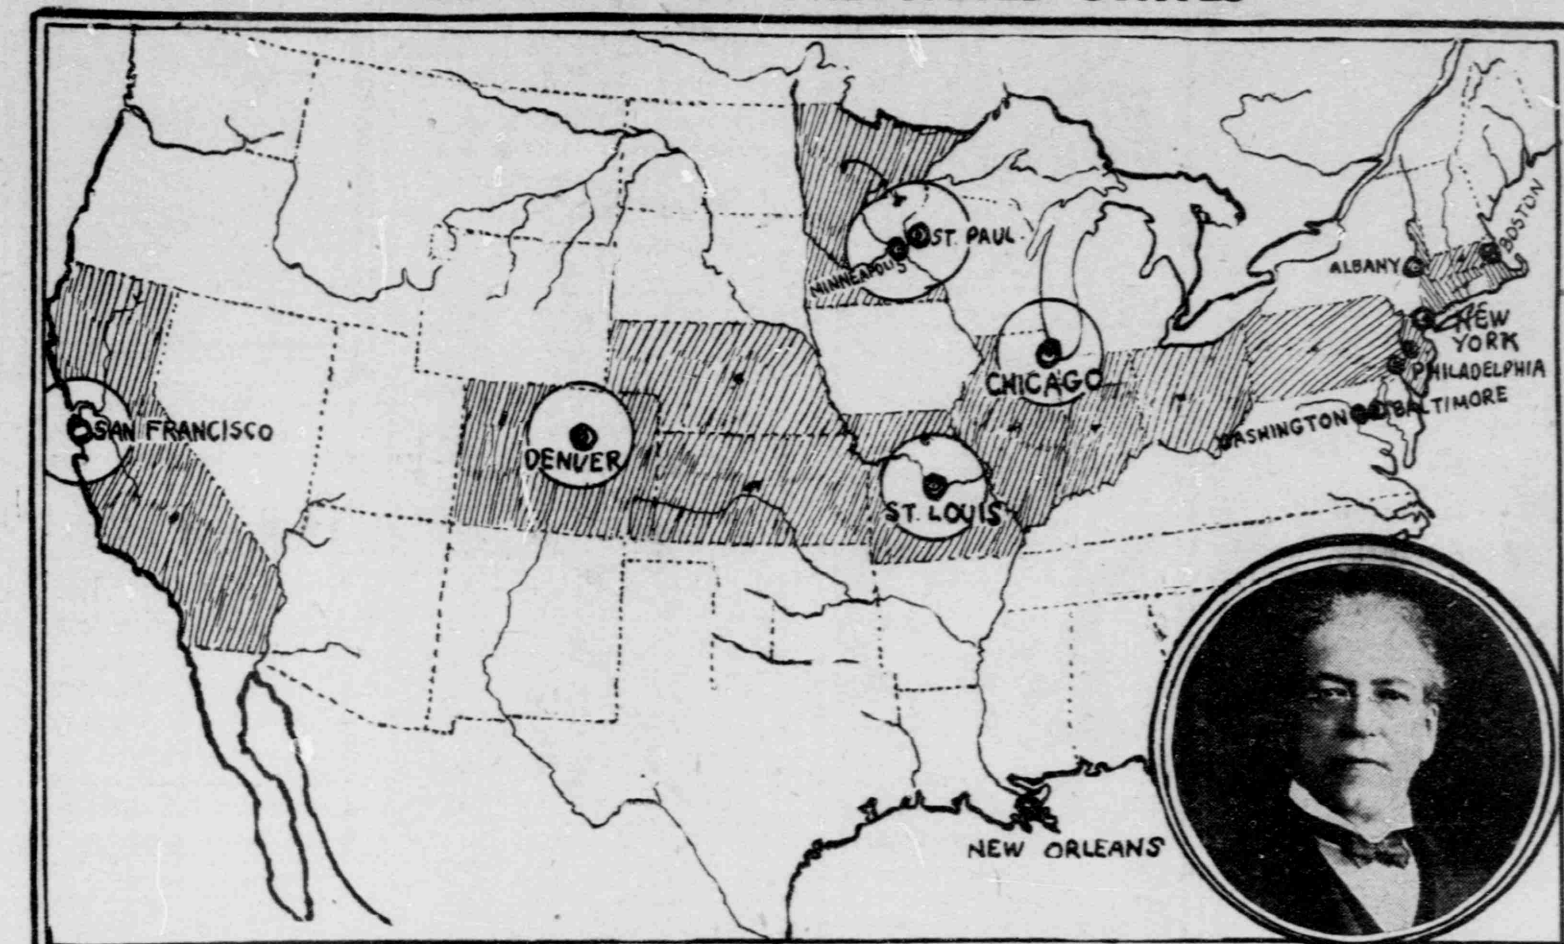 ST. PAUL.
MINNEAPOLIS
BOSTON
ALBANY
NEW
YORK
CHICAGO
PHILADELPHIA
BALTIMORE
WASHINGTON
SAN FRANCISCO
DENVER
ST. LOUIS
NEW ORLEANS